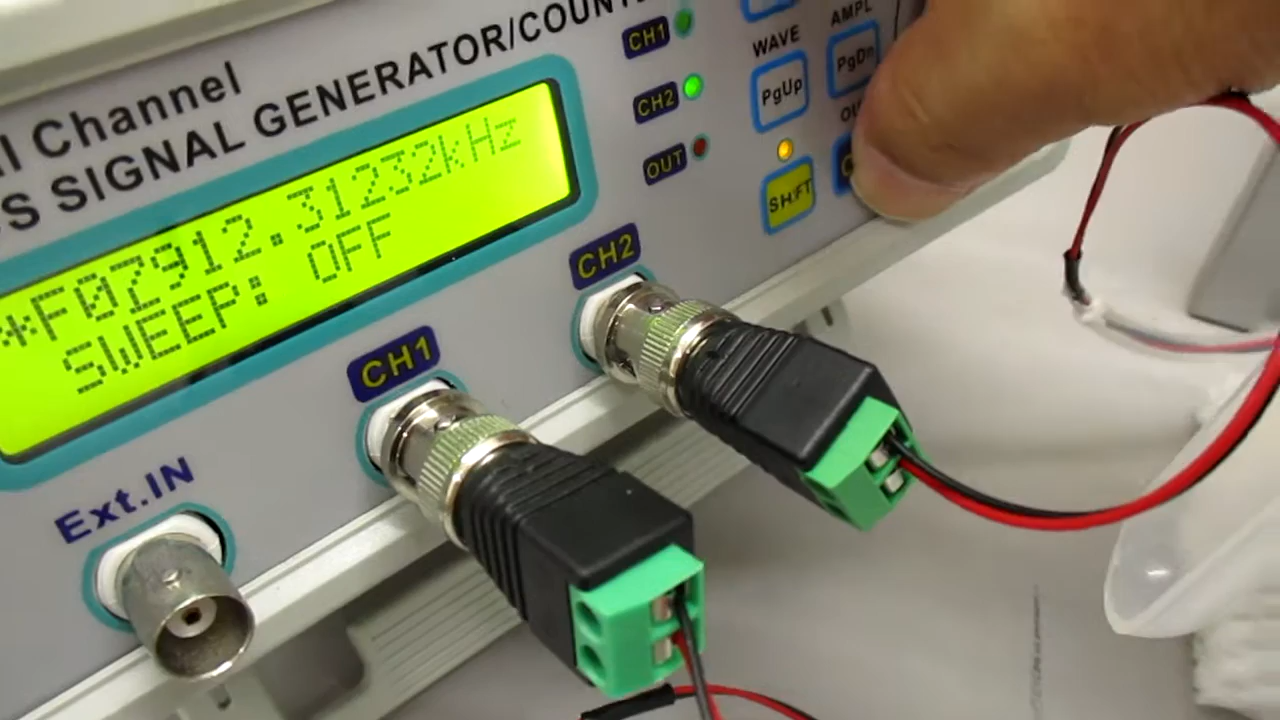 l Channel
S SIGNAL GENERATOR/COUNT
*F07912.31232kHz
SWEEP: OFF
CH1
CH2
OUT
WAVE
PgUp
SHIFT
AMPL
PgDn
CH2
CH1
Ext.IN